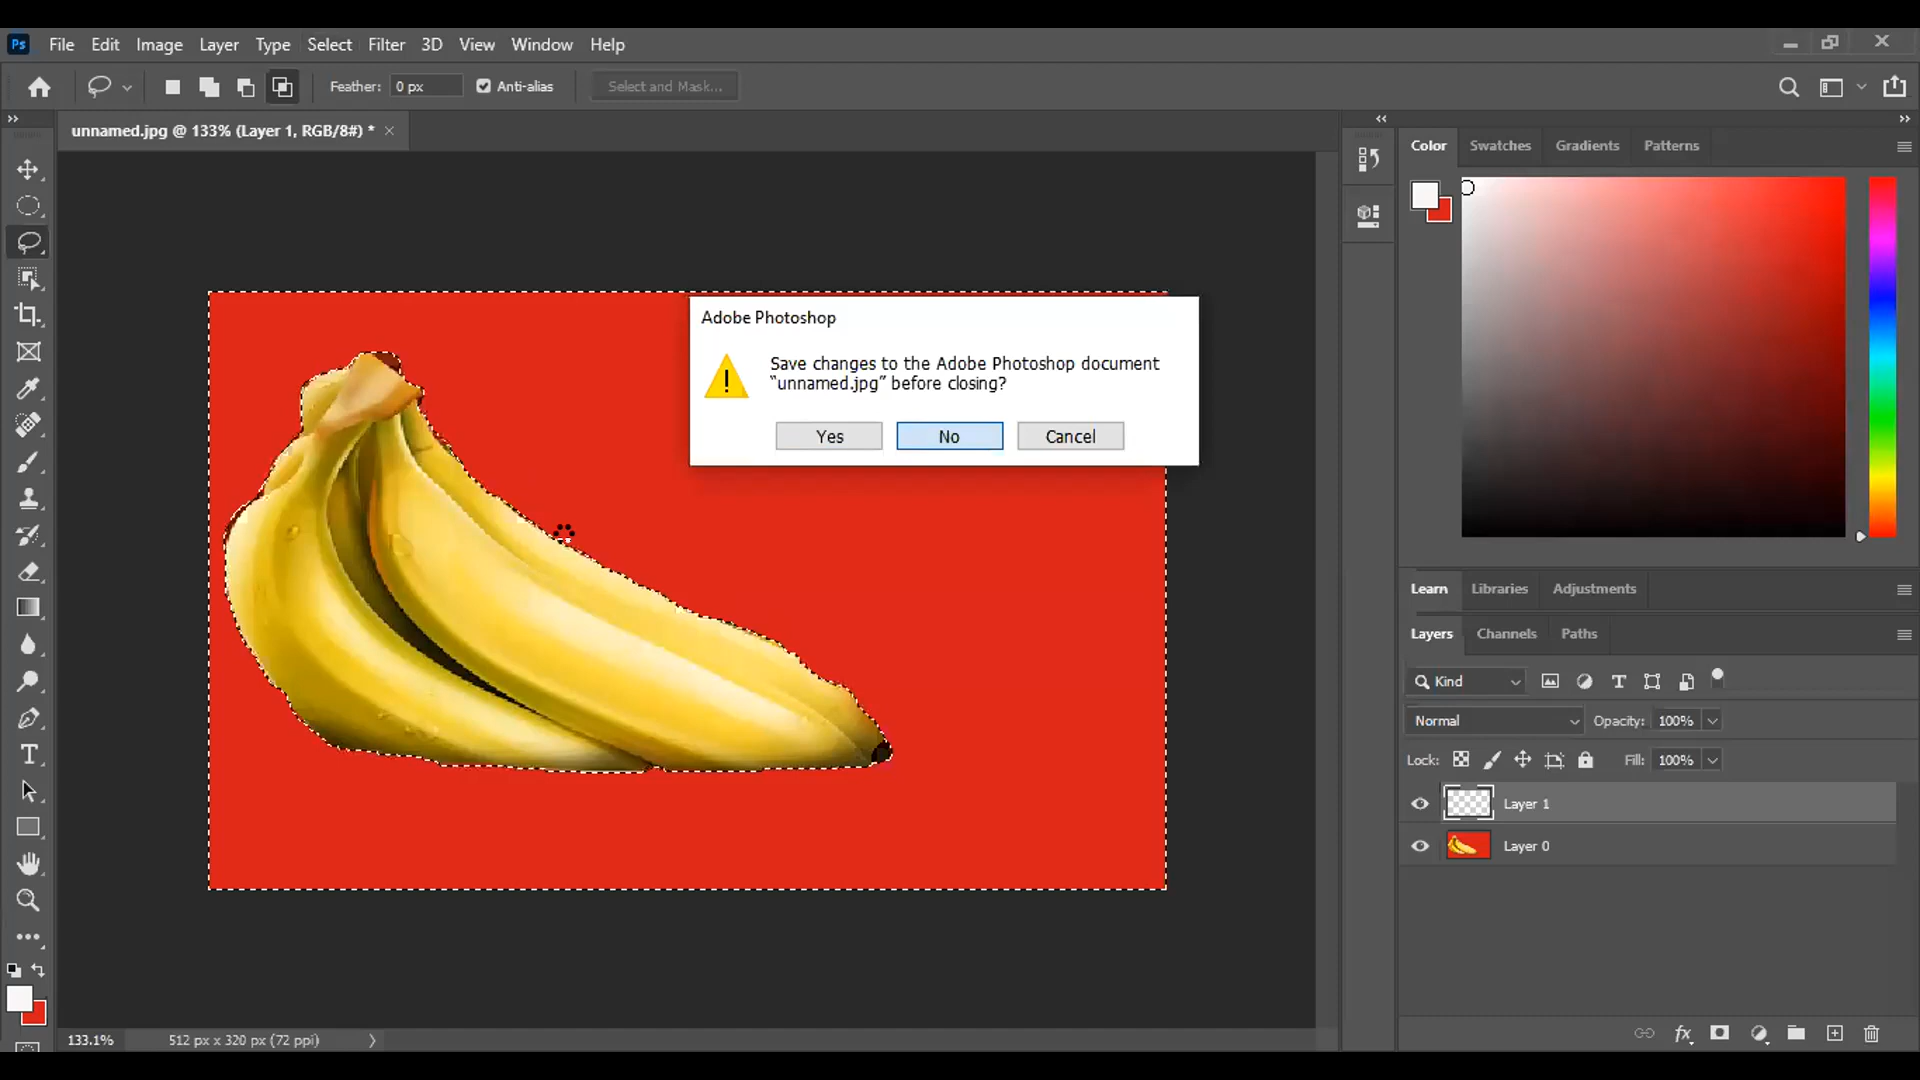 Ps File Edit Image Layer Type Select Filter 3D View Window Help
Feather: 0 px Anti-alias Select and Mask...
unnamed.jpg @ 133% (Layer 1, RGB/8#) * ×
Color Swatches Gradients Patterns
Adobe Photoshop
Save changes to the Adobe Photoshop document
“unnamed.jpg” before closing?
Yes No Cancel
Learn Libraries Adjustments
Layers Channels Paths
Kind
Normal Opacity: 100%
Lock: Fill: 100%
Layer 1
Layer 0
133.1% 512 px x 320 px (72 ppi)
fx